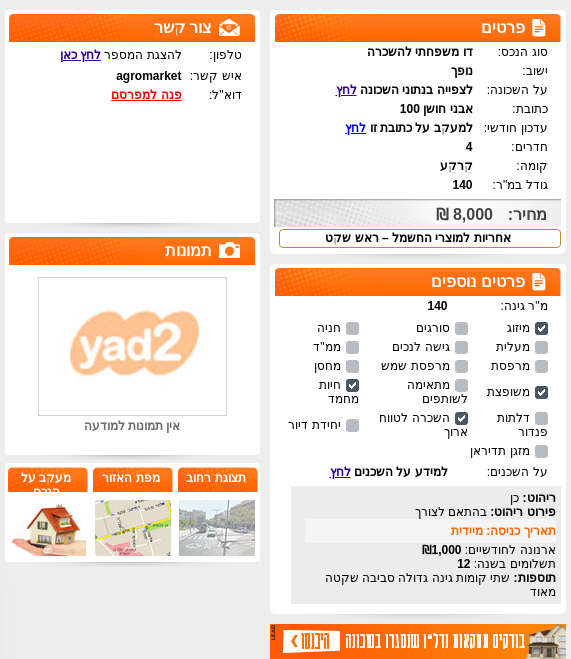 פרטים
סוג הנכס: דו משפחתי להשכרה
ישוב: נופך
על השכונה: לצפייה בנתוני השכונה לחץ
כתובת: אבני חושן 100
עדכון חודשי: למעקב על כתובת זו לחץ
חדרים: 4
קומה: קרקע
גודל במ"ר: 140
מחיר: 8,000 ₪
אחריות למוצרי החשמל – ראש שקט
פרטים נוספים
מ"ר גינה: 140
מיזוג סורגים חניה
מעלית גישה לנכים ממ"ד
מרפסת מרפסת שמש מחסן
משופצת מתאימה לשותפים חיות מחמד
דלתות פנדור השכרה לטווח ארוך יחידת דיור
מזגן תדיראן
על השכנים: למידע על השכנים לחץ
ריהוט: כן
פירוט ריהוט: בהתאם לצורך
תאריך כניסה: מיידית
ארנונה לחודשיים: 1,000₪
תשלומים בשנה: 12
תוספות: שתי קומות גינה גדולה סביבה שקטה
מאוד
בודקים עסקאות נדל"ן שנסגרו בשכונה
היכנסו
צור קשר
טלפון: להצגת המספר לחץ כאן
איש קשר: agromarket
דוא"ל: פנה למפרסם
תמונות
yad2
אין תמונות למודעה
תצוגת רחוב
מפת האזור
מעקב על
הנכס